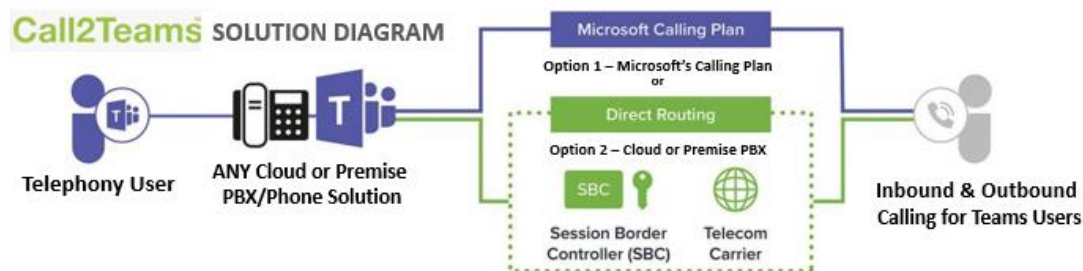 Call2Teams SOLUTION DIAGRAM
Microsoft Calling Plan
Option 1 – Microsoft's Calling Plan
or
Direct Routing
Option 2 – Cloud or Premise PBX
T
T
SBC
Telephony User
ANY Cloud or Premise
PBX/Phone Solution
Session Border
Controller (SBC)
Telecom
Carrier
Inbound & Outbound
Calling for Teams Users